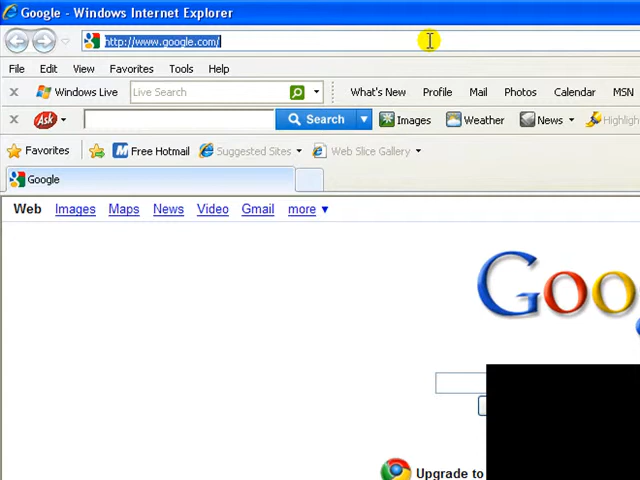 Google - Windows Internet Explorer
http://www.google.com/
File Edit View Favorites Tools Help
Windows Live Live Search What's New Profile Mail Photos Calendar MSN
Ask Search Images Weather News Highligh
Favorites Free Hotmail Suggested Sites Web Slice Gallery
Google
Web Images Maps News Video Gmail more
Goo
Upgrade to